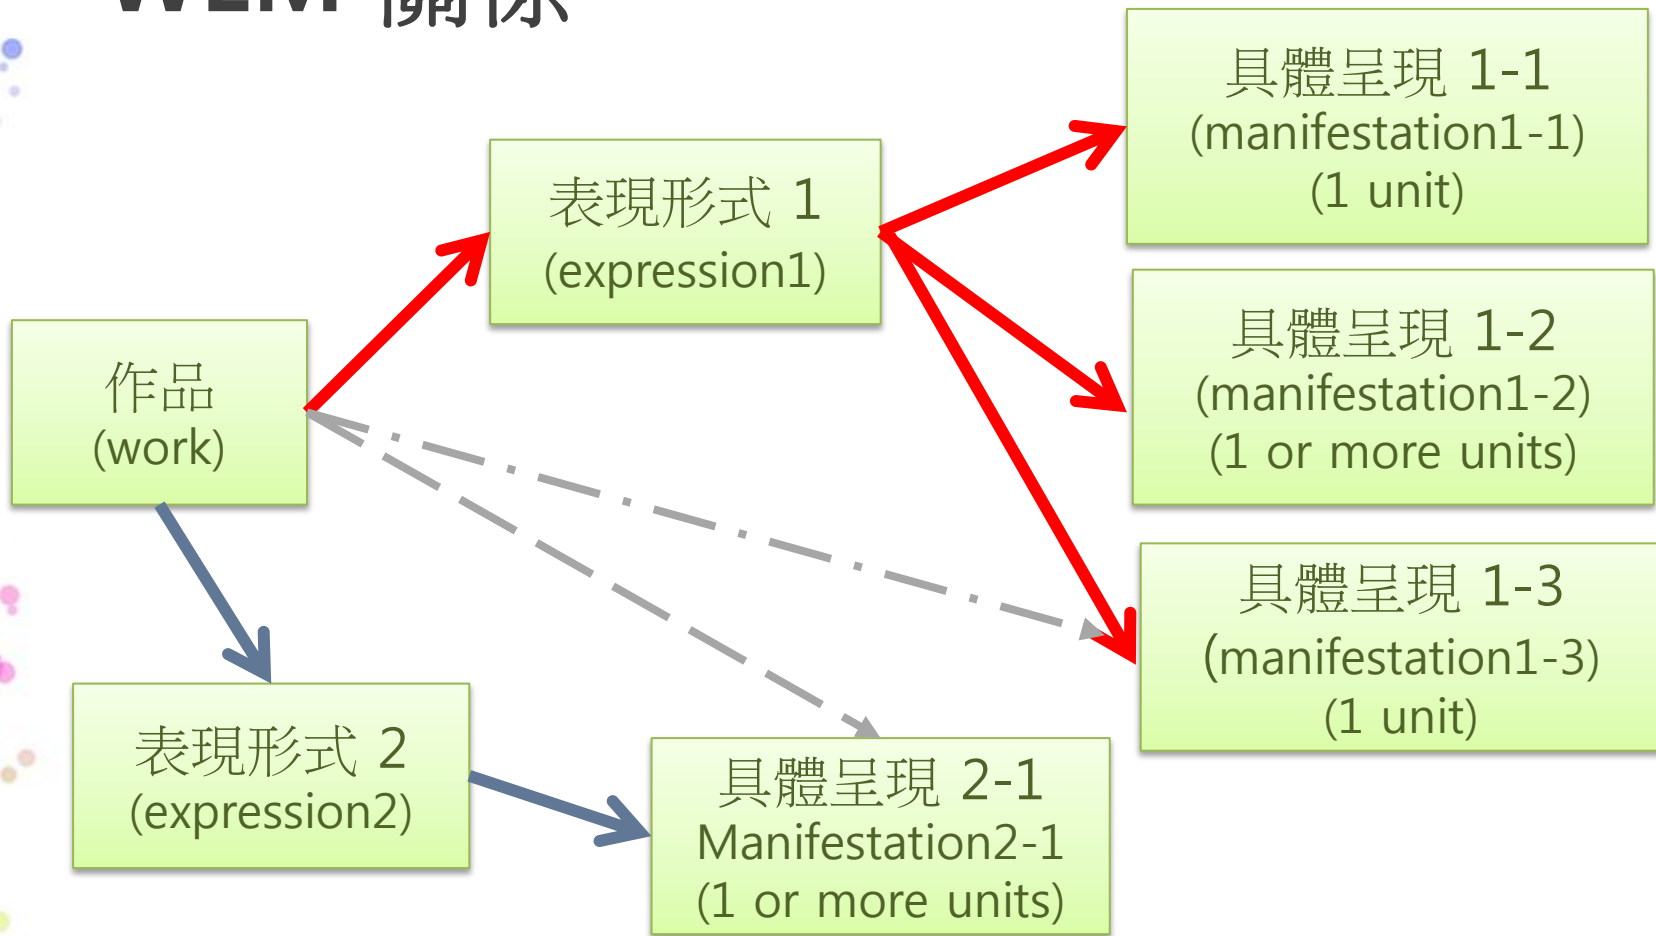 WEM 關係
具體呈現 1-1
(manifestation1-1)
(1 unit)
表現形式 1
(expression1)
具體呈現 1-2
(manifestation1-2)
(1 or more units)
作品
(work)
具體呈現 1-3
(manifestation1-3)
(1 unit)
表現形式 2
(expression2)
具體呈現 2-1
Manifestation2-1
(1 or more units)